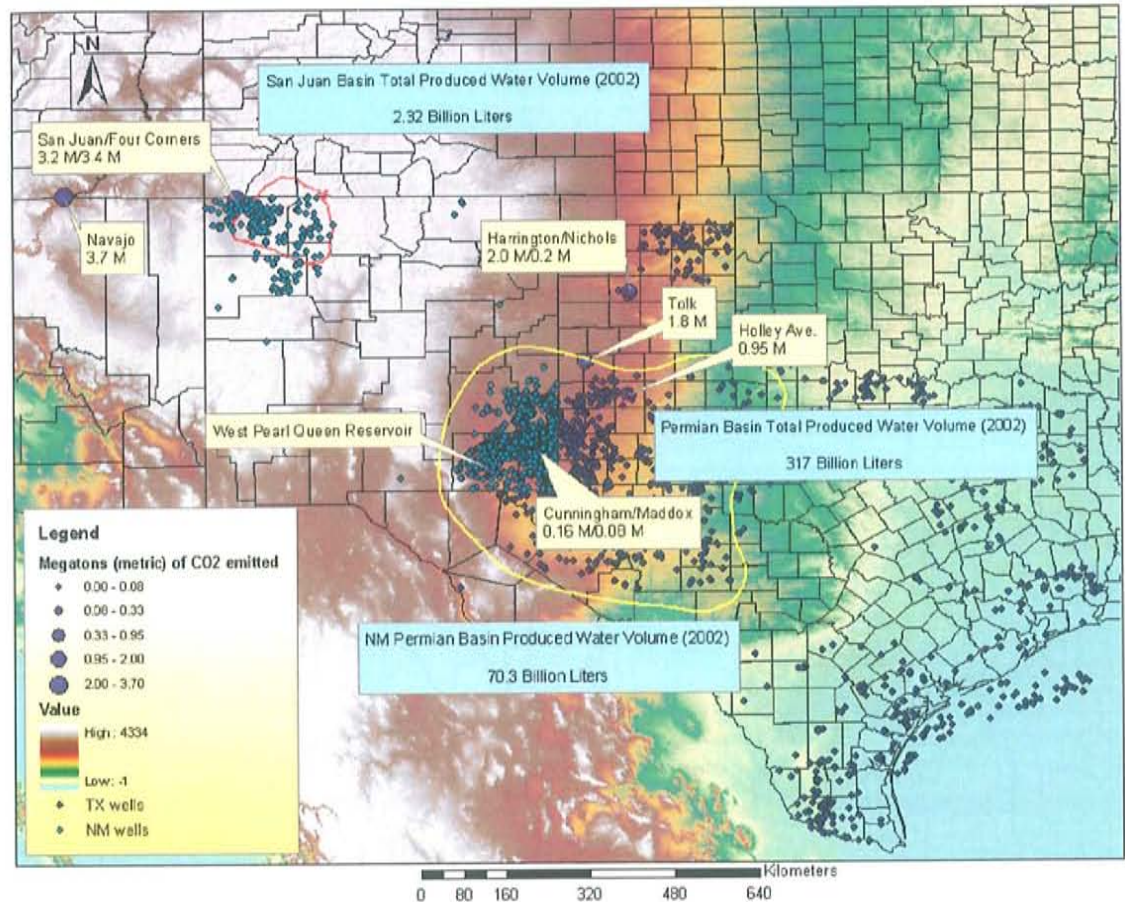 N
San Juan Basin Total Produced Water Volume (2002)
2.32 Billion Liters
San Juan/Four Corners
3.2 M/3.4 M
Navajo
3.7 M
Harrington/Nichols
2.0 M/0.2 M
Tolk
1.8 M
Holley Ave.
0.95 M
West Pearl Queen Reservoir
Permian Basin Total Produced Water Volume (2002)
317 Billion Liters
Cunningham/Maddox
0.16 M/0.08 M
NM Permian Basin Produced Water Volume (2002)
70.3 Billion Liters
Legend
Megatons (metric) of CO2 emitted
0.00 - 0.08
0.08 - 0.33
0.33 - 0.95
0.95 - 2.00
2.00 - 3.70
Value
High : 4334
Low: -1
TX wells
NM wells
Kilometers
0 80 160 320 480 640